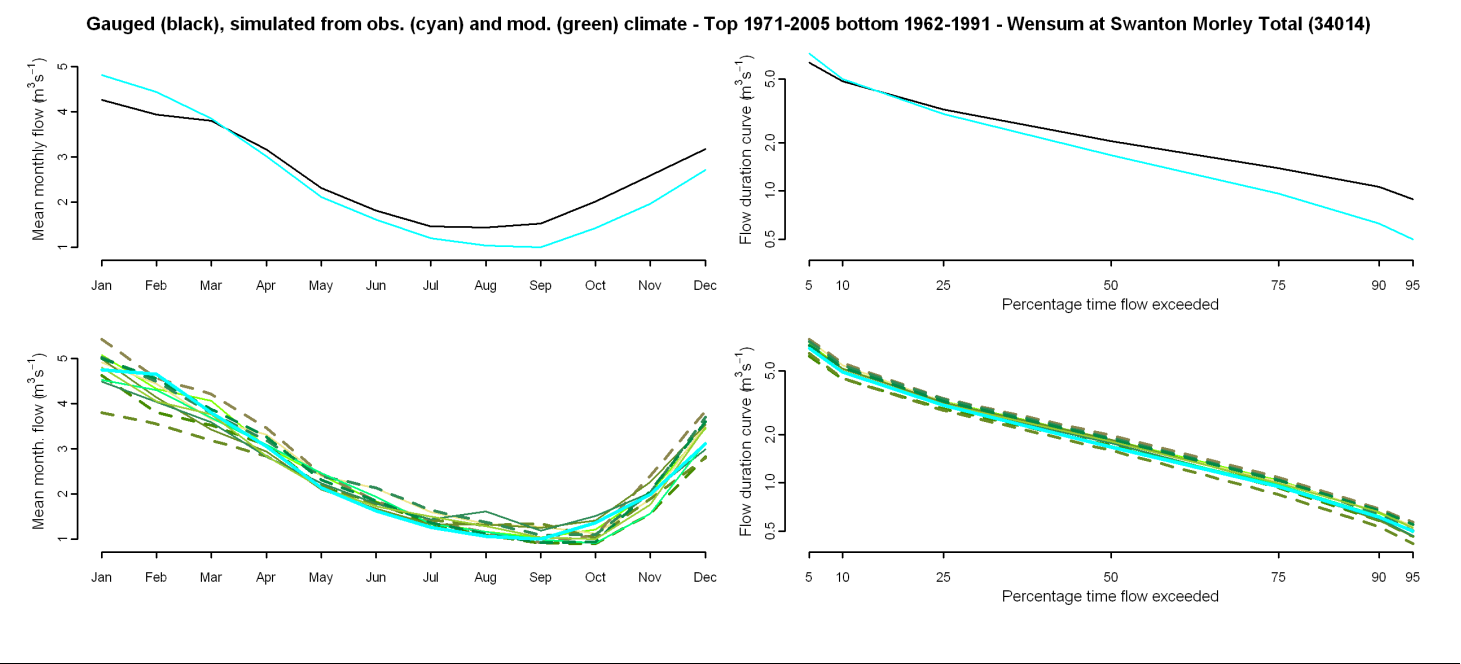 Gauged (black), simulated from obs. (cyan) and mod. (green) climate - Top 1971-2005 bottom 1962-1991 - Wensum at Swanton Morley Total (34014)
Mean monthly flow (m³s⁻¹)
5
4
3
2
1
Jan Feb Mar Apr May Jun Jul Aug Sep Oct Nov Dec
Flow duration curve (m³s⁻¹)
5.0
2.0
1.0
0.5
5 10 25 50 75 90 95
Percentage time flow exceeded
Mean month. flow (m³s⁻¹)
5
4
3
2
1
Jan Feb Mar Apr May Jun Jul Aug Sep Oct Nov Dec
Flow duration curve (m³s⁻¹)
5.0
2.0
1.0
0.5
5 10 25 50 75 90 95
Percentage time flow exceeded